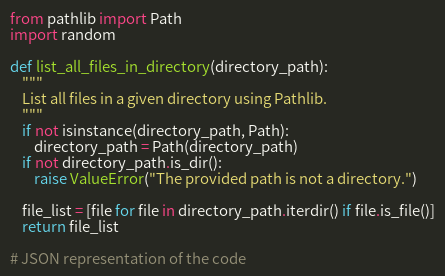 from pathlib import Path
import random

def list_all_files_in_directory(directory_path):
    """
    List all files in a given directory using Pathlib.
    """
    if not isinstance(directory_path, Path):
        directory_path = Path(directory_path)
    if not directory_path.is_dir():
        raise ValueError("The provided path is not a directory.")

    file_list = [file for file in directory_path.iterdir() if file.is_file()]
    return file_list

# JSON representation of the code